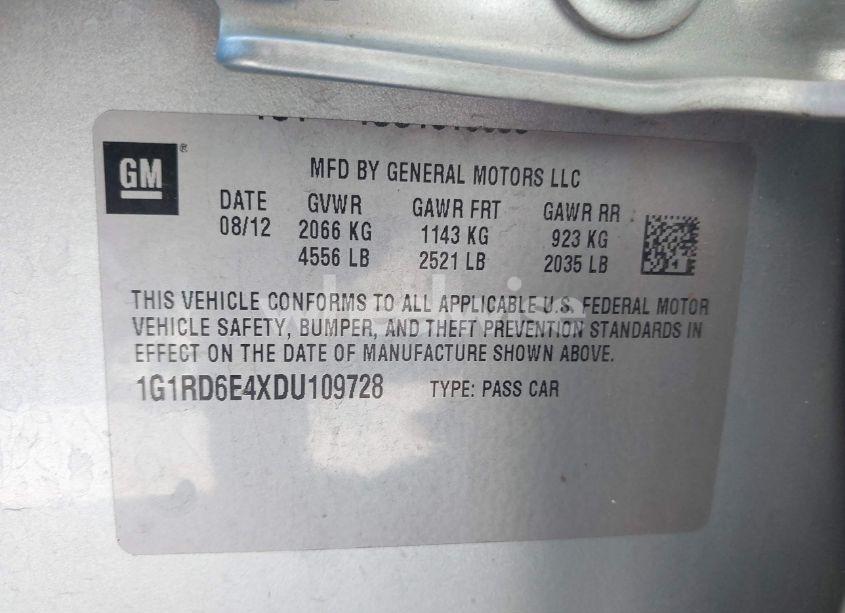 GM®
MFD BY GENERAL MOTORS LLC
DATE GVWR GAWR FRT GAWR RR
08/12 2066 KG 1143 KG 923 KG
4556 LB 2521 LB 2035 LB
THIS VEHICLE CONFORMS TO ALL APPLICABLE U.S. FEDERAL MOTOR
VEHICLE SAFETY, BUMPER, AND THEFT PREVENTION STANDARDS IN
EFFECT ON THE DATE OF MANUFACTURE SHOWN ABOVE.
1G1RD6E4XDU109728 TYPE: PASS CAR